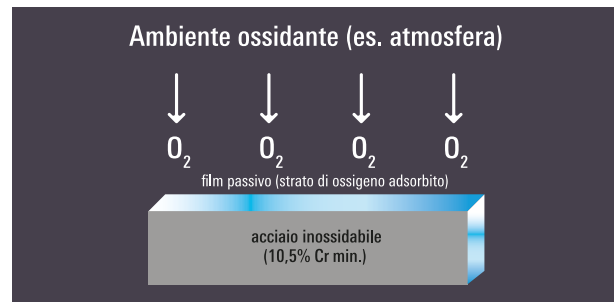 Ambiente ossidante (es. atmosfera)
O₂ O₂ O₂ O₂
film passivo (strato di ossigeno adsorbito)
acciaio inossidabile
(10,5% Cr min.)